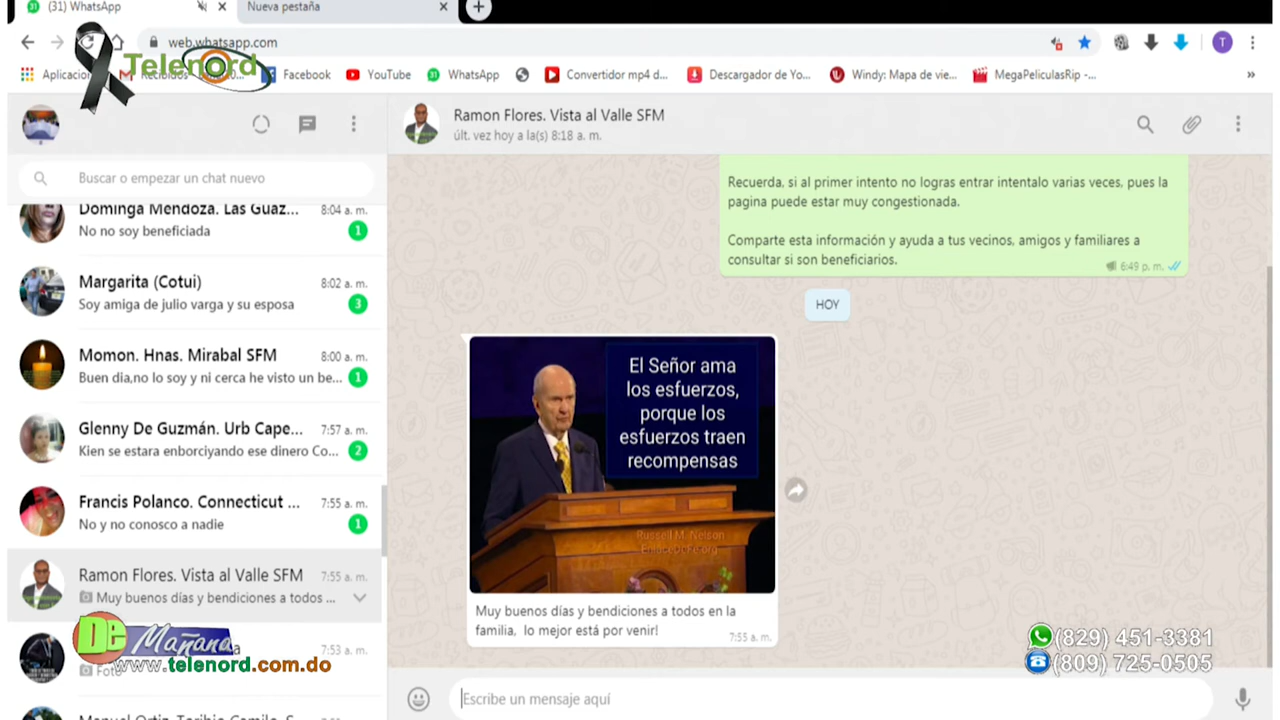 (31) WhatsApp
Nueva pestaña
web.whatsapp.com
Aplicacion
Recibidos
Facebook
YouTube
WhatsApp
Convertidor mp4 d...
Descargador de Yo...
Windy: Mapa de vie...
MegaPeliculasRip -...
»
T
Telenord
Ramon Flores. Vista al Valle SFM
últ. vez hoy a la(s) 8:18 a. m.
Buscar o empezar un chat nuevo
Dominga Mendoza. Las Guaz...
8:04 a. m.
No no soy beneficiada
1
Margarita (Cotui)
8:02 a. m.
Soy amiga de julio varga y su esposa
3
Momon. Hnas. Mirabal SFM
8:00 a. m.
Buen dia,no lo soy y ni cerca he visto un be...
1
Glenny De Guzmán. Urb Cape...
7:57 a. m.
Kien se estara enborciyando ese dinero Co...
2
Francis Polanco. Connecticut ...
7:55 a. m.
No y no conosco a nadie
1
Ramon Flores. Vista al Valle SFM
7:55 a. m.
Muy buenos días y bendiciones a todos ...
7:53 a. m.
Foto
De Mañana
www.telenord.com.do
Recuerda, si al primer intento no logras entrar intentalo varias veces, pues la
pagina puede estar muy congestionada.
Comparte esta información y ayuda a tus vecinos, amigos y familiares a
consultar si son beneficiarios.
6:49 p. m.
HOY
El Señor ama
los esfuerzos,
porque los
esfuerzos traen
recompensas
Russell M. Nelson
EnlaceDeFe.org
Muy buenos días y bendiciones a todos en la
familia, lo mejor está por venir!
7:55 a. m.
(829) 451-3381
(809) 725-0505
Escribe un mensaje aquí